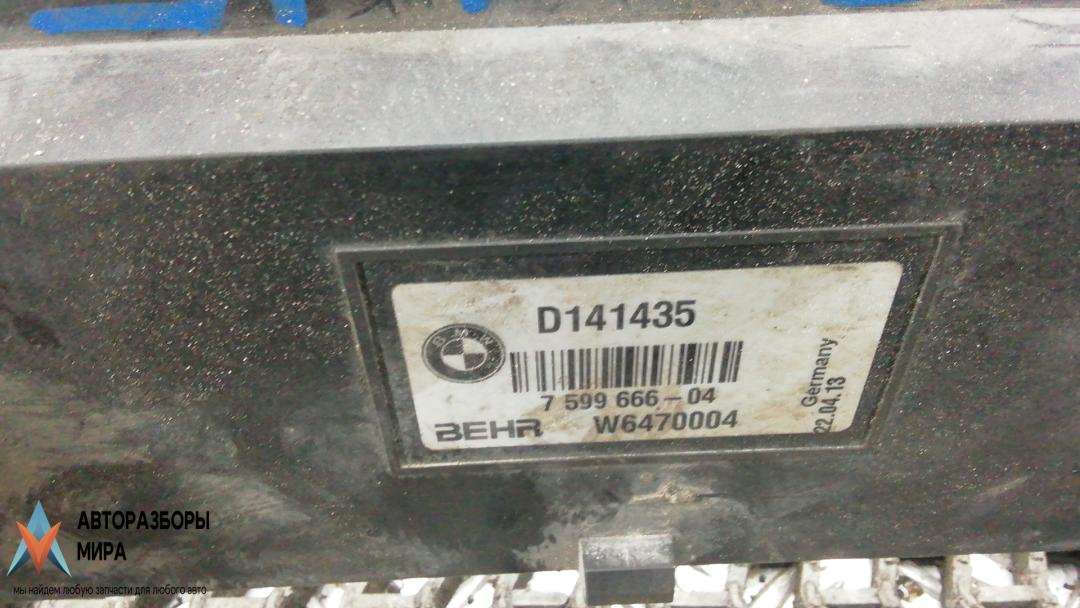 D141435
BMW
7 599 666-04
BEHR W6470004
Germany
22.04.13
АВТОРАЗБОРЫ
МИРА
мы найдем любую запчасти для любого авто